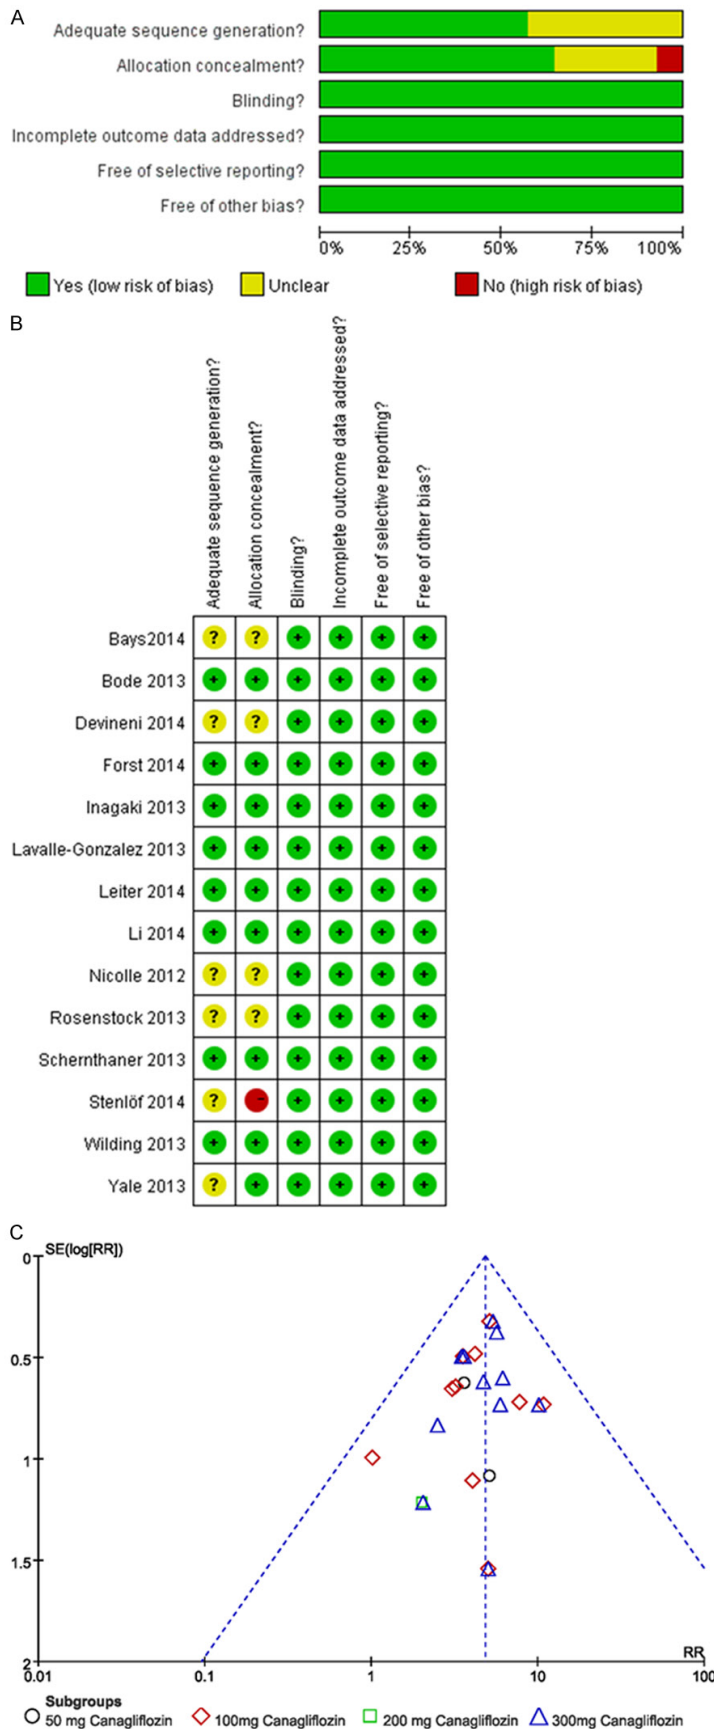 A
Adequate sequence generation?
Allocation concealment?
Blinding?
Incomplete outcome data addressed?
Free of selective reporting?
Free of other bias?
0% 25% 50% 75% 100%
Yes (low risk of bias) Unclear No (high risk of bias)
B
Adequate sequence generation?
Allocation concealment?
Blinding?
Incomplete outcome data addressed?
Free of selective reporting?
Free of other bias?
Bays2014 ? ? + + + +
Bode 2013 + + + + + +
Devineni 2014 ? ? + + + +
Forst 2014 + + + + + +
Inagaki 2013 + + + + + +
Lavalle-Gonzalez 2013 + + + + + +
Leiter 2014 + + + + + +
Li 2014 + + + + + +
Nicolle 2012 ? ? + + + +
Rosenstock 2013 ? ? + + + +
Schernthaner 2013 + + + + + +
Stenlöf 2014 ? - + + + +
Wilding 2013 + + + + + +
Yale 2013 ? + + + + +
C
SE(log[RR])
0
0.5
1
1.5
2
RR
0.01 0.1 1 10 100
Subgroups
50 mg Canagliflozin 100mg Canagliflozin 200 mg Canagliflozin 300mg Canagliflozin